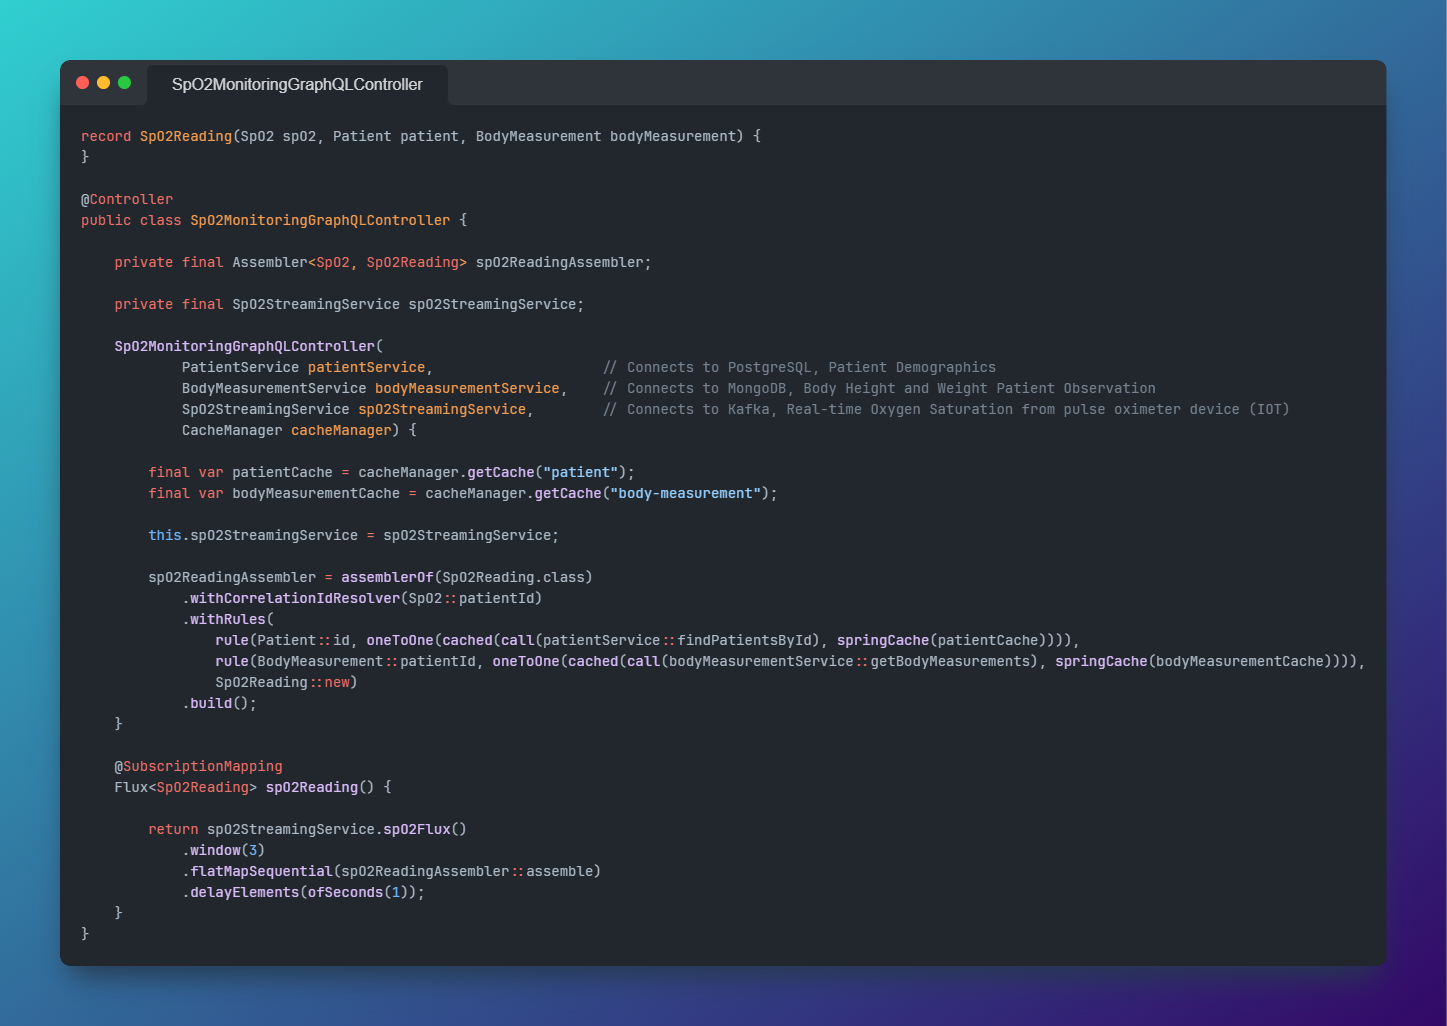 SpO2MonitoringGraphQLController
record SpO2Reading(SpO2 spO2, Patient patient, BodyMeasurement bodyMeasurement) {
}
@Controller
public class SpO2MonitoringGraphQLController {
private final Assembler<SpO2, SpO2Reading> spO2ReadingAssembler;
private final SpO2StreamingService spO2StreamingService;
SpO2MonitoringGraphQLController(
PatientService patientService, // Connects to PostgreSQL, Patient Demographics
BodyMeasurementService bodyMeasurementService, // Connects to MongoDB, Body Height and Weight Patient Observation
SpO2StreamingService spO2StreamingService, // Connects to Kafka, Real-time Oxygen Saturation from pulse oximeter device (IOT)
CacheManager cacheManager) {
final var patientCache = cacheManager.getCache("patient");
final var bodyMeasurementCache = cacheManager.getCache("body-measurement");
this.spO2StreamingService = spO2StreamingService;
spO2ReadingAssembler = assemblerOf(SpO2Reading.class)
.withCorrelationIdResolver(SpO2::patientId)
.withRules(
rule(Patient::id, oneToOne(cached(call(patientService::findPatientsById), springCache(patientCache)))),
rule(BodyMeasurement::patientId, oneToOne(cached(call(bodyMeasurementService::getBodyMeasurements), springCache(bodyMeasurementCache)))),
SpO2Reading::new)
.build();
}
@SubscriptionMapping
Flux<SpO2Reading> spO2Reading() {
return spO2StreamingService.spO2Flux()
.window(3)
.flatMapSequential(spO2ReadingAssembler::assemble)
.delayElements(ofSeconds(1));
}
}